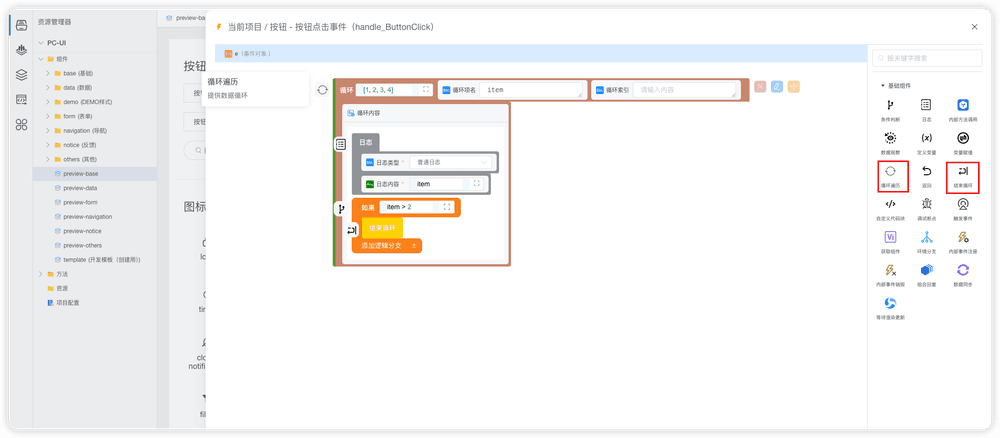 资源管理器
PC-UI
组件
base (基础)
data (数据)
demo (DEMO样式)
form (表单)
navigation (导航)
notice (反馈)
others (其他)
preview-base
preview-data
preview-form
preview-navigation
preview-notice
preview-others
template (开发模板（创建用）)
方法
资源
项目配置
preview-bas
按钮
图标
tin
clo
notifi
当前项目 / 按钮 - 按钮点击事件（handle_ButtonClick）
e (事件对象)
循环遍历
提供数据循环
循环
[1, 2, 3, 4]
循环项名
item
循环索引
请输入内容
循环内容
日志
日志类型 *
普通日志
日志内容 *
item
如果
item > 2
结束循环
添加逻辑分支
按关键字搜索
基础组件
条件判断
日志
内部方法调用
数据观察
定义变量
变量赋值
循环遍历
返回
结束循环
自定义代码块
调试断点
触发事件
获取组件
环境分支
内部事件注册
内部事件销毁
组合日盟
数据同步
等待渲染更新